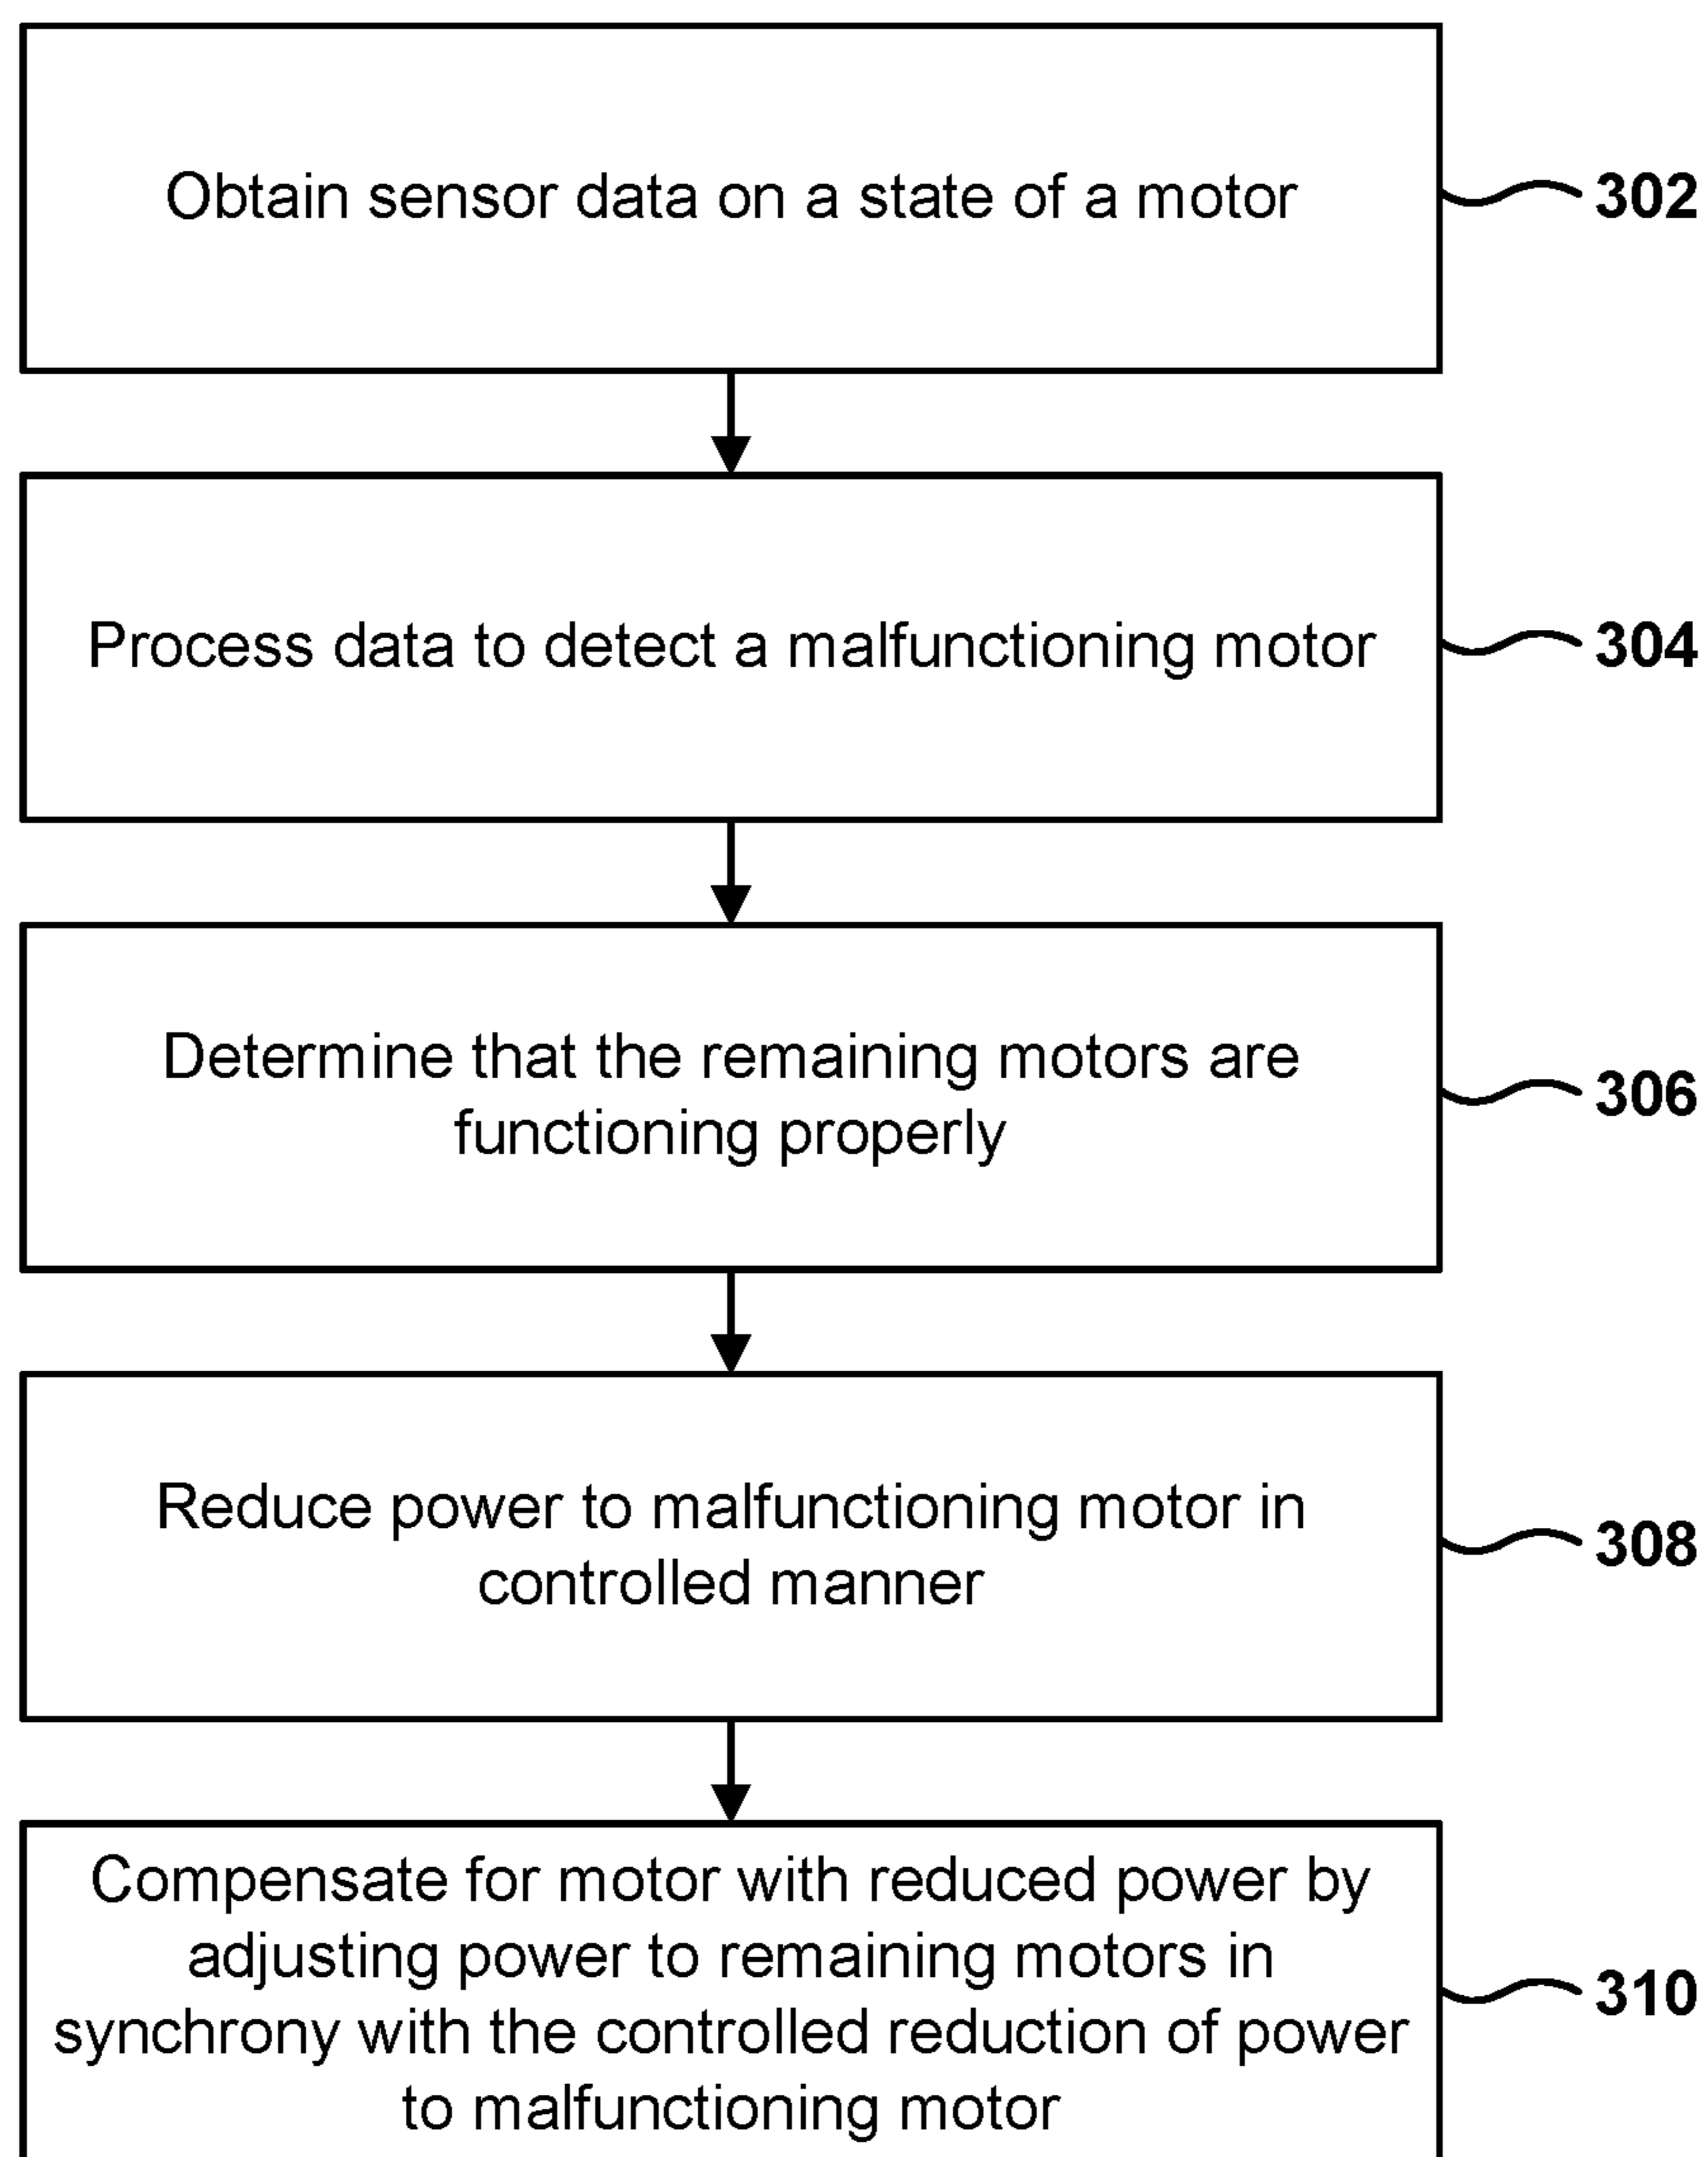 Obtain sensor data on a state of a motor
302
Process data to detect a malfunctioning motor
304
Determine that the remaining motors are
functioning properly
306
Reduce power to malfunctioning motor in
controlled manner
308
Compensate for motor with reduced power by
adjusting power to remaining motors in
synchrony with the controlled reduction of power
to malfunctioning motor
310